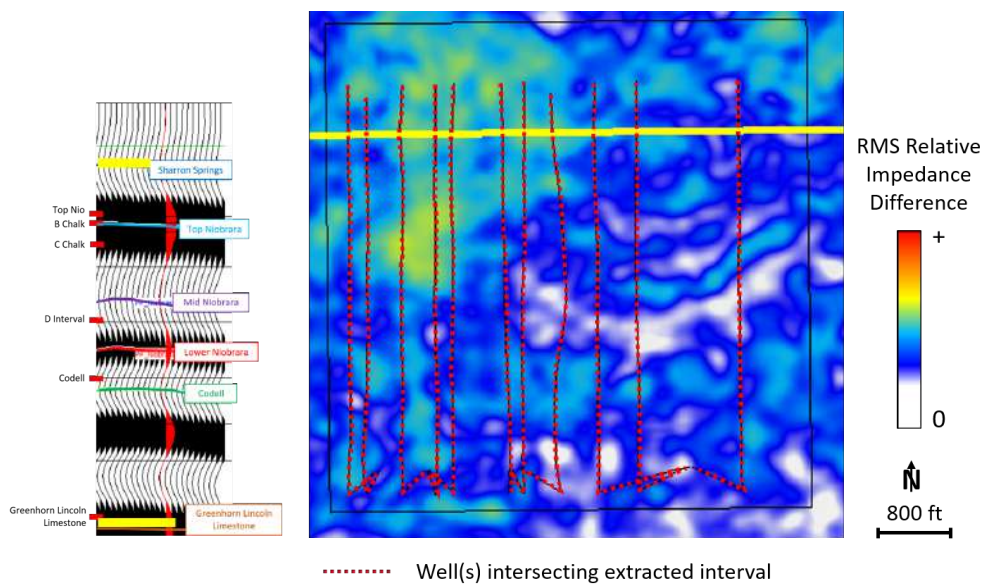 RMS Relative
Impedance
Difference
+
0
N
800 ft
Sharron Springs
Top Nio
B Chalk
Top Niobrara
C Chalk
Mid Niobrara
D Interval
Lower Niobrara
Codell
Codell
Greenhorn Lincoln
Limestone
Greenhorn Lincoln
Limestone
Well(s) intersecting extracted interval